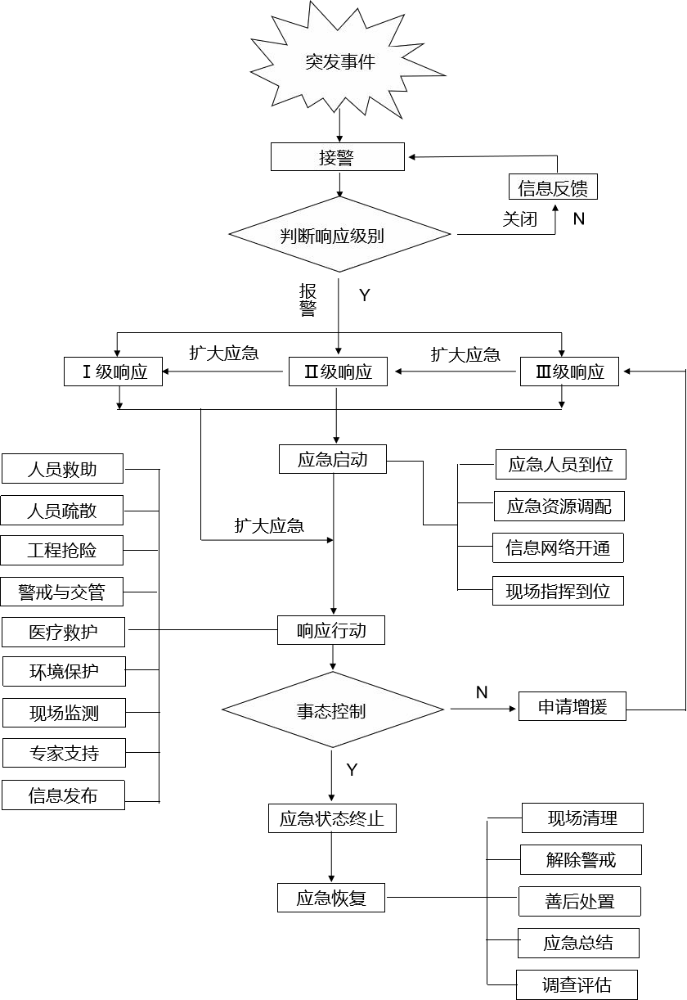 突发事件
接警
信息反馈
关闭 N
判断响应级别
报警 Y
扩大应急 扩大应急
Ⅰ级响应 Ⅱ级响应 Ⅲ级响应
应急启动
人员救助
人员疏散
工程抢险
警戒与交管
医疗救护
环境保护
现场监测
专家支持
信息发布
应急人员到位
应急资源调配
信息网络开通
现场指挥到位
扩大应急
响应行动
事态控制
N
申请增援
Y
应急状态终止
应急恢复
现场清理
解除警戒
善后处置
应急总结
调查评估